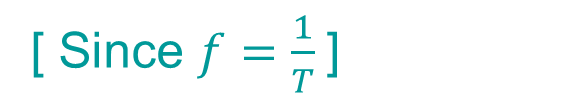 [ Since f = 1/T ]